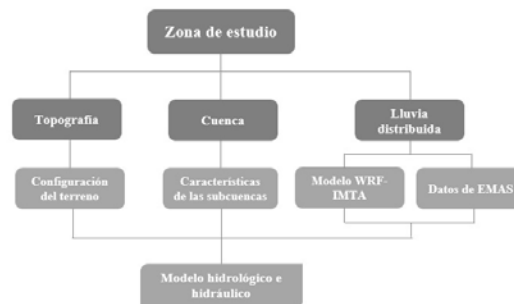 Zona de estudio
Topografía
Cuenca
Lluvia
distribuida
Configuración
del terreno
Características
de las subcuencas
Modelo WRF-
IMTA
Datos de EMAS
Modelo hidrológico e
hidráulico